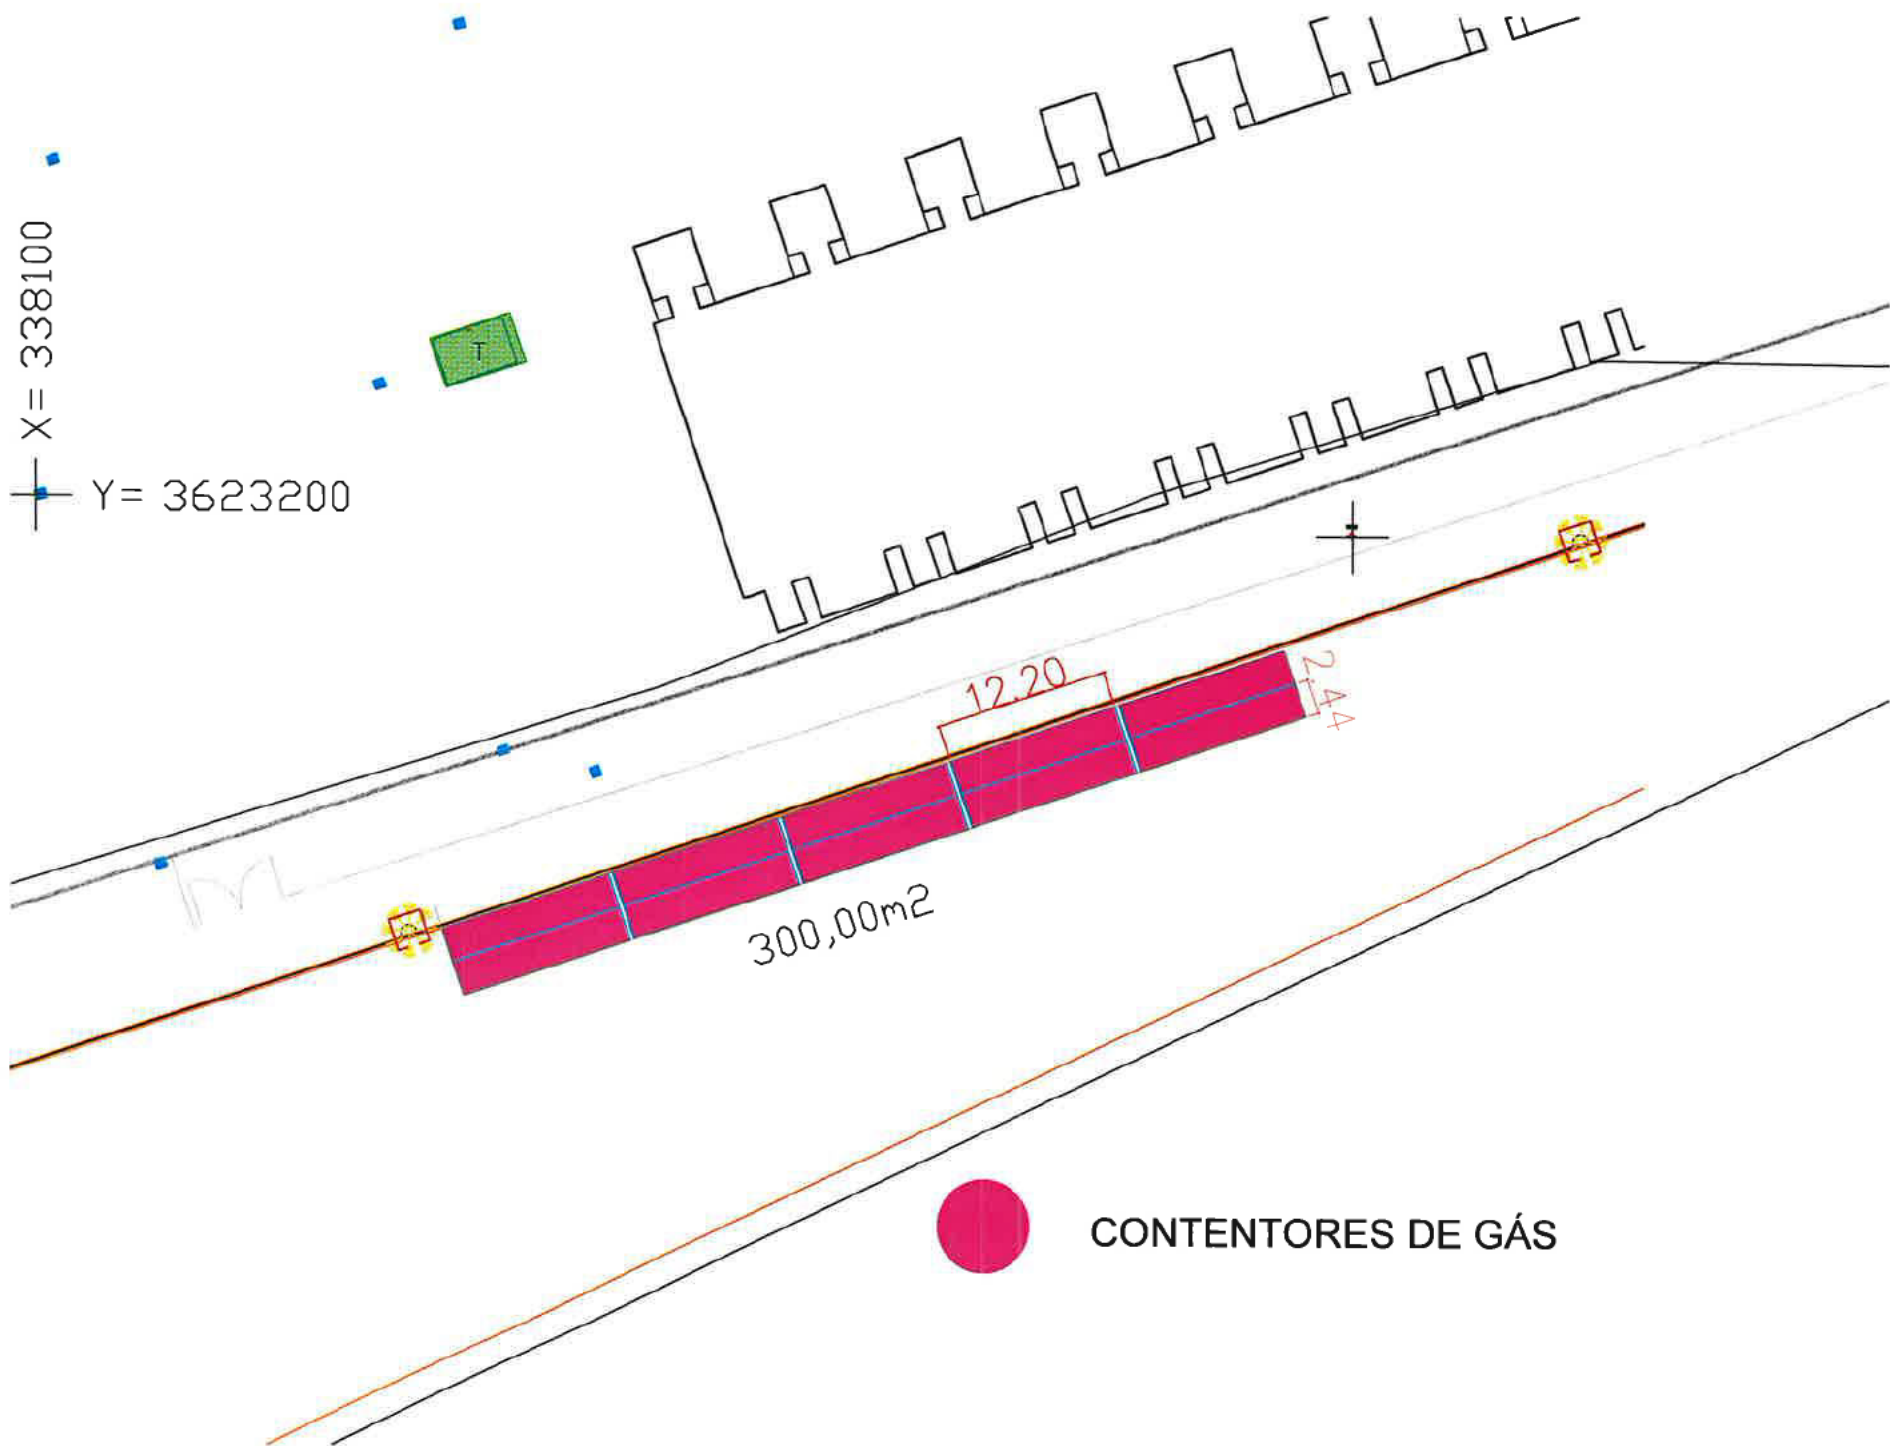 X= 338100
T
Y= 3623200
12.20
2.44
300,00m2
CONTENTORES DE GÁS